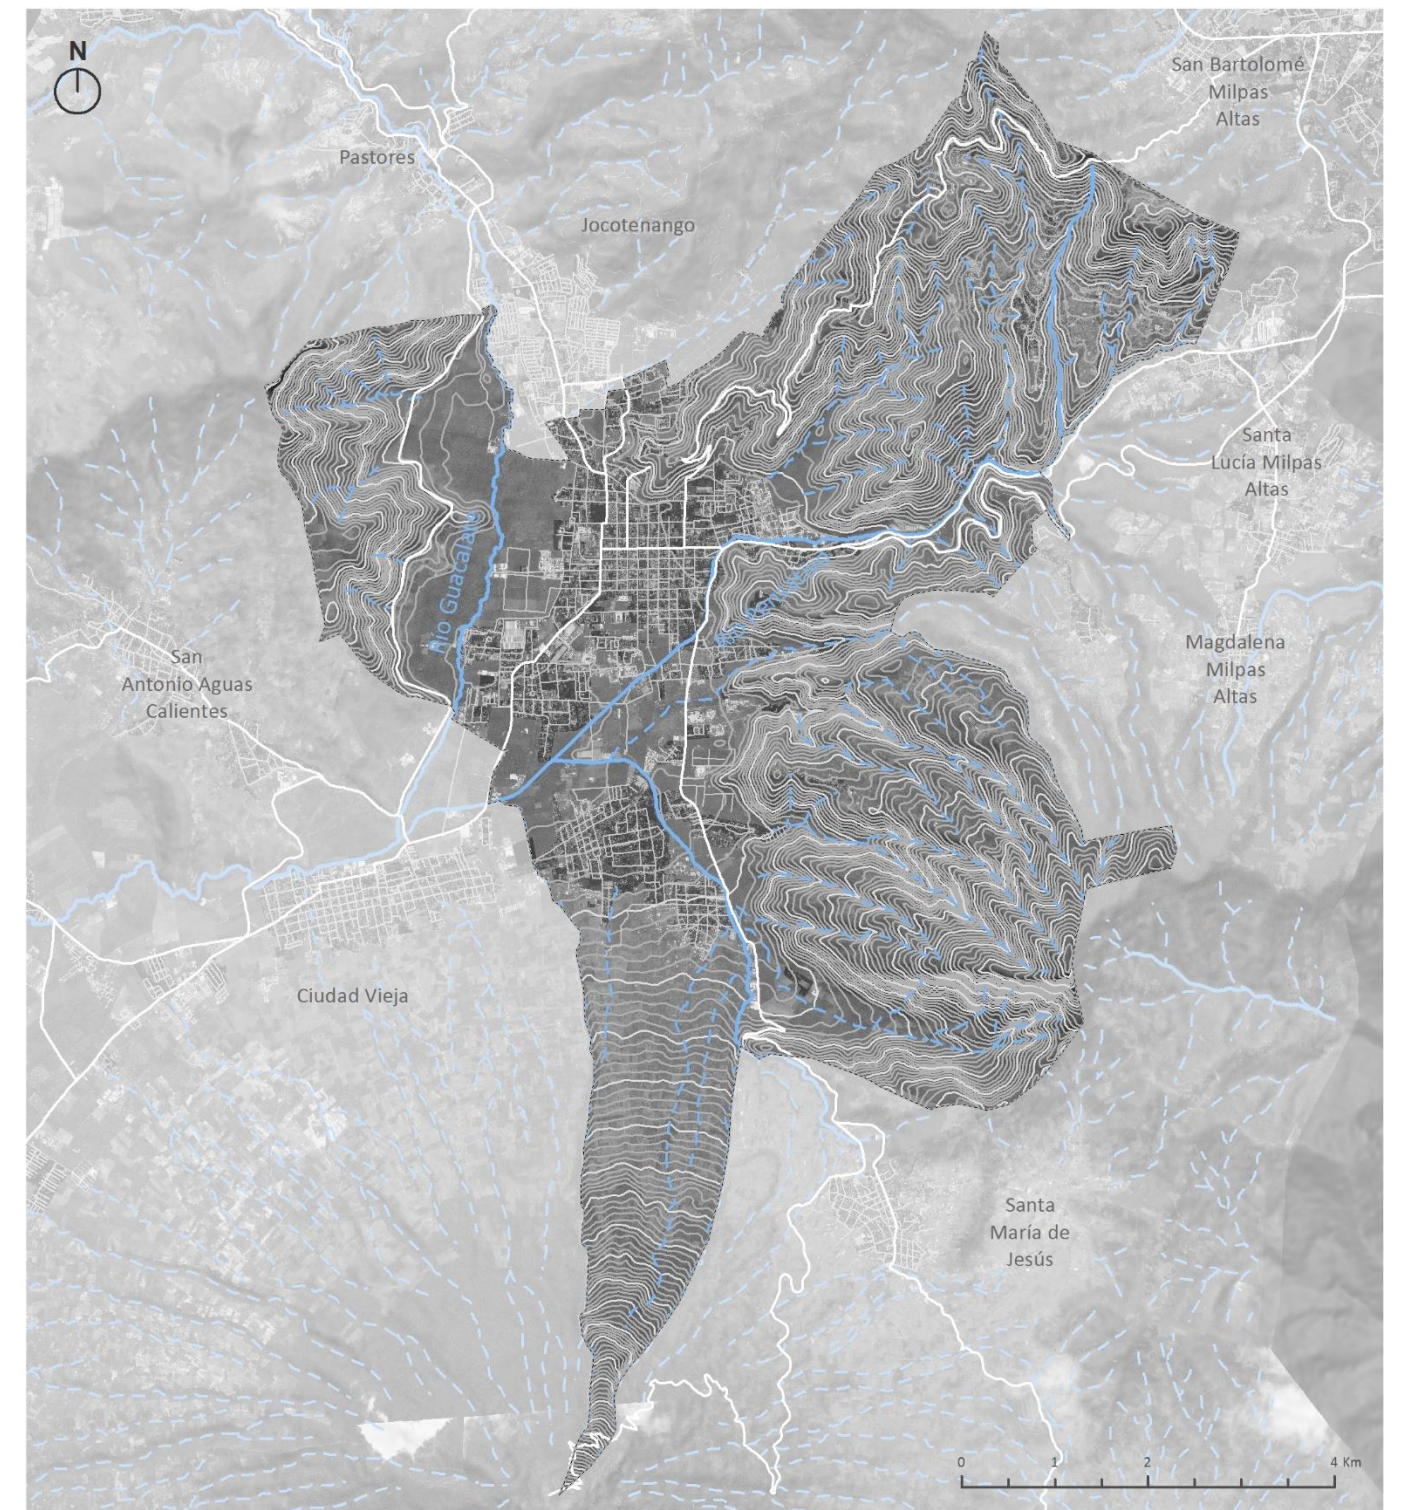 N
San Bartolomé
Milpas
Altas
Pastores
Jocotenango
Santa
Lucía Milpas
Altas
Río Guacalate
San
Antonio Aguas
Calientes
Magdalena
Milpas
Altas
Ciudad Vieja
Santa
María de
Jesús
0 1 2 4 Km